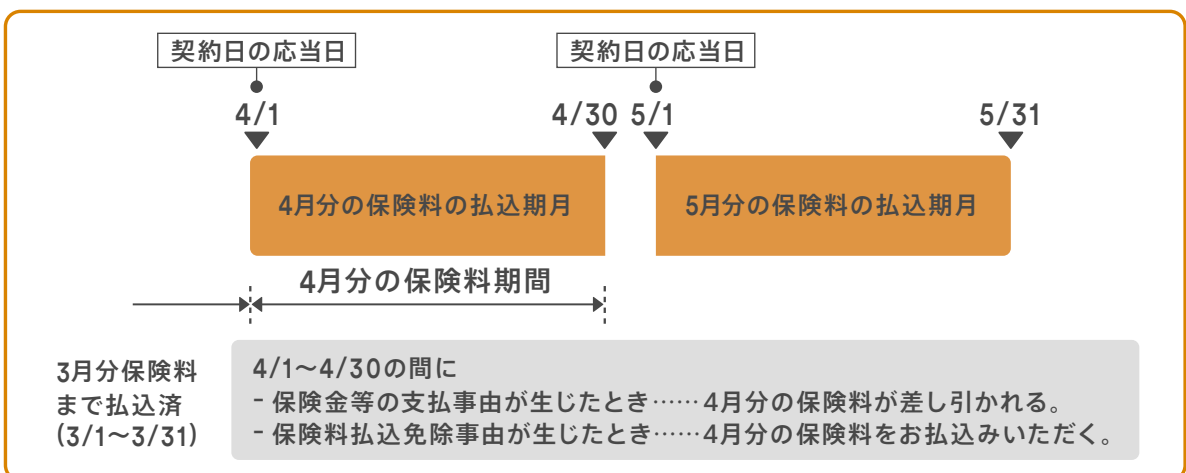 契約日の応当日
契約日の応当日
4/1
4/30
5/1
5/31
4月分の保険料の払込期月
5月分の保険料の払込期月
4月分の保険料期間
3月分保険料
まで払込済
(3/1〜3/31)
4/1〜4/30の間に
- 保険金等の支払事由が生じたとき……4月分の保険料が差し引かれる。
- 保険料払込免除事由が生じたとき……4月分の保険料をお払込みいただく。